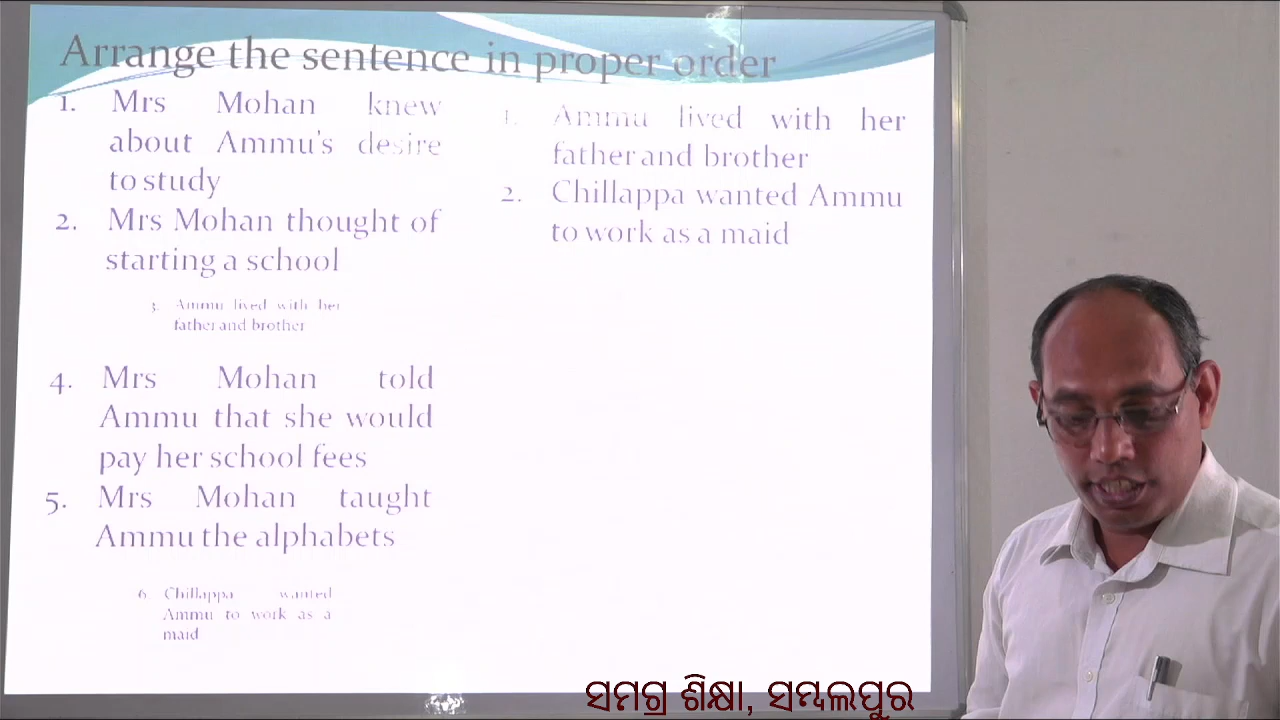 Arrange the sentence in proper order
1. Mrs Mohan knew
about Ammu's desire
to study
2. Mrs Mohan thought of
starting a school
3. Ammu lived with her
father and brother
4. Mrs Mohan told
Ammu that she would
pay her school fees
5. Mrs Mohan taught
Ammu the alphabets
6. Chillappa wanted
Ammu to work as a
maid
1. Ammu lived with her
father and brother
2. Chillappa wanted Ammu
to work as a maid
ସମଗ୍ର ଶିକ୍ଷା, ସମ୍ବଲପୁର